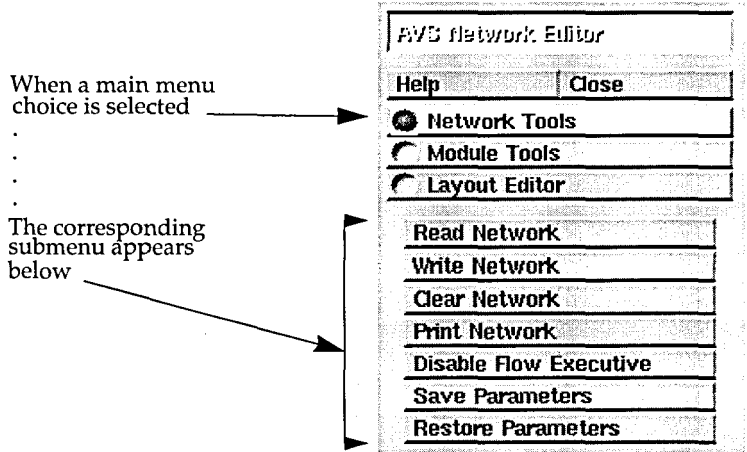 AVS Network Editor
Help Close
When a main menu
choice is selected
.
.
.
.
Network Tools
Module Tools
Layout Editor
The corresponding
submenu appears
below
Read Network
Write Network
Clear Network
Print Network
Disable Flow Executive
Save Parameters
Restore Parameters